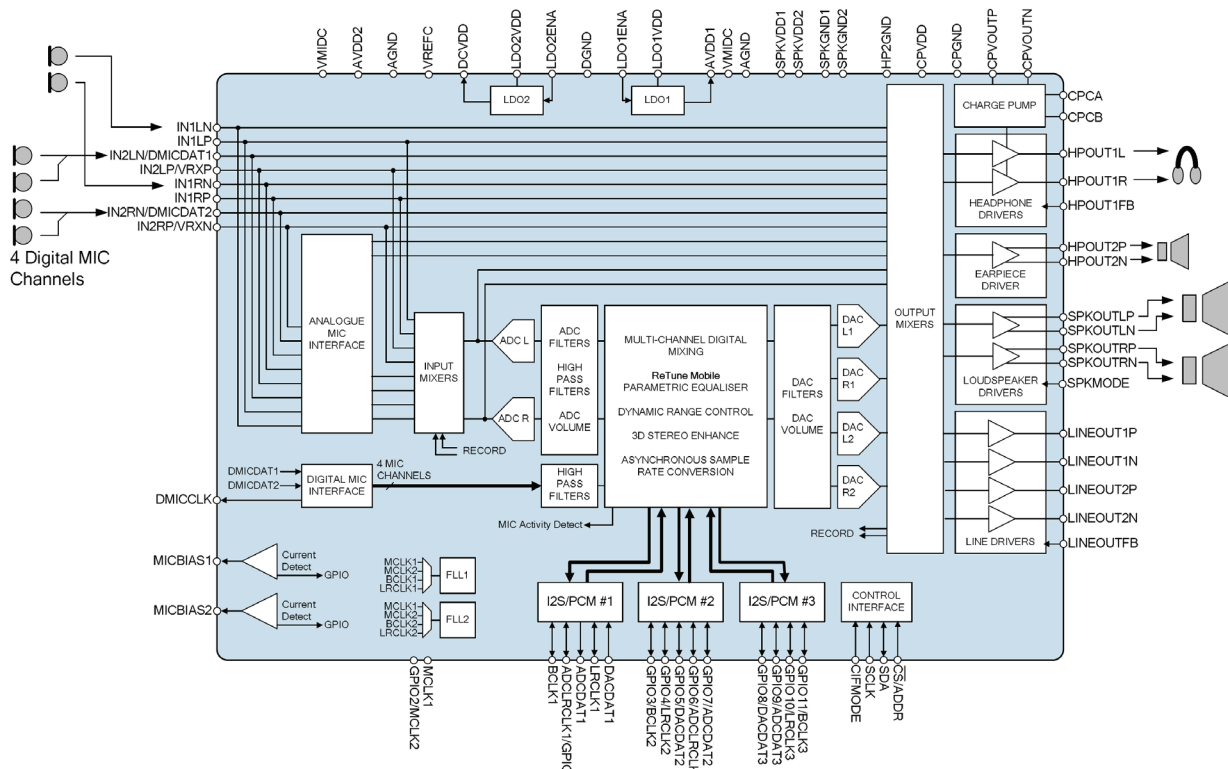 VMIDC
AVDD2
AGND
VREFC
DCVDD
LDO2VDD
LDO2ENA
DGND
LDO1ENA
LDO1VDD
AVDD1
VMIDC
AGND
SPKVDD1
SPKVDD2
SPKGND1
SPKGND2
HP2GND
CPVDD
CPGND
CPVOUTP
CPVOUTN
LDO2
LDO1
CHARGE PUMP
CPCA
CPCB
IN1LN
IN1LP
IN2LN/DMICDAT1
IN2LP/VRXP
IN1RN
IN1RP
IN2RN/DMICDAT2
IN2RP/VRXN
4 Digital MIC
Channels
HPOUT1L
HPOUT1R
HEADPHONE
DRIVERS
HPOUT1FB
HPOUT2P
HPOUT2N
EARPIECE
DRIVER
ANALOGUE
MIC
INTERFACE
INPUT
MIXERS
ADC L
ADC R
RECORD
ADC
FILTERS
HIGH
PASS
FILTERS
ADC
VOLUME
MULTI-CHANNEL DIGITAL
MIXING
ReTune Mobile
PARAMETRIC EQUALISER
DYNAMIC RANGE CONTROL
3D STEREO ENHANCE
ASYNCHRONOUS SAMPLE
RATE CONVERSION
DAC
FILTERS
DAC
VOLUME
DAC
L1
DAC
R1
DAC
L2
DAC
R2
OUTPUT
MIXERS
RECORD
SPKOUTLP
SPKOUTLN
SPKOUTRP
SPKOUTRN
LOUDSPEAKER
DRIVERS
SPKMODE
LINEOUT1P
LINEOUT1N
LINEOUT2P
LINEOUT2N
LINE DRIVERS
LINEOUTFB
DMICDAT1
DMICDAT2
DIGITAL MIC
INTERFACE
4 MIC
CHANNELS
HIGH
PASS
FILTERS
DMICCLK
MIC Activity Detect
MICBIAS1
Current
Detect
GPIO
MICBIAS2
Current
Detect
GPIO
MCLK1
MCLK2
BCLK1
LRCLK1
FLL1
MCLK1
MCLK2
BCLK2
LRCLK2
FLL2
I2S/PCM #1
I2S/PCM #2
I2S/PCM #3
CONTROL
INTERFACE
GPIO2/MCLK2
MCLK1
BCLK1
ADCLRCLK1/GPIO
ADCDAT1
LRCLK1
DACDAT1
GPIO3/BCLK2
GPIO4/LRCLK2
GPIO5/DACDAT2
GPIO6/ADCLRCL
GPIO7/ADCDAT2
GPIO8/DACDAT3
GPIO9/ADCDAT3
GPIO10/LRCLK3
GPIO11/BCLK3
CIFMODE
SCLK
SDA
CS/ADDR